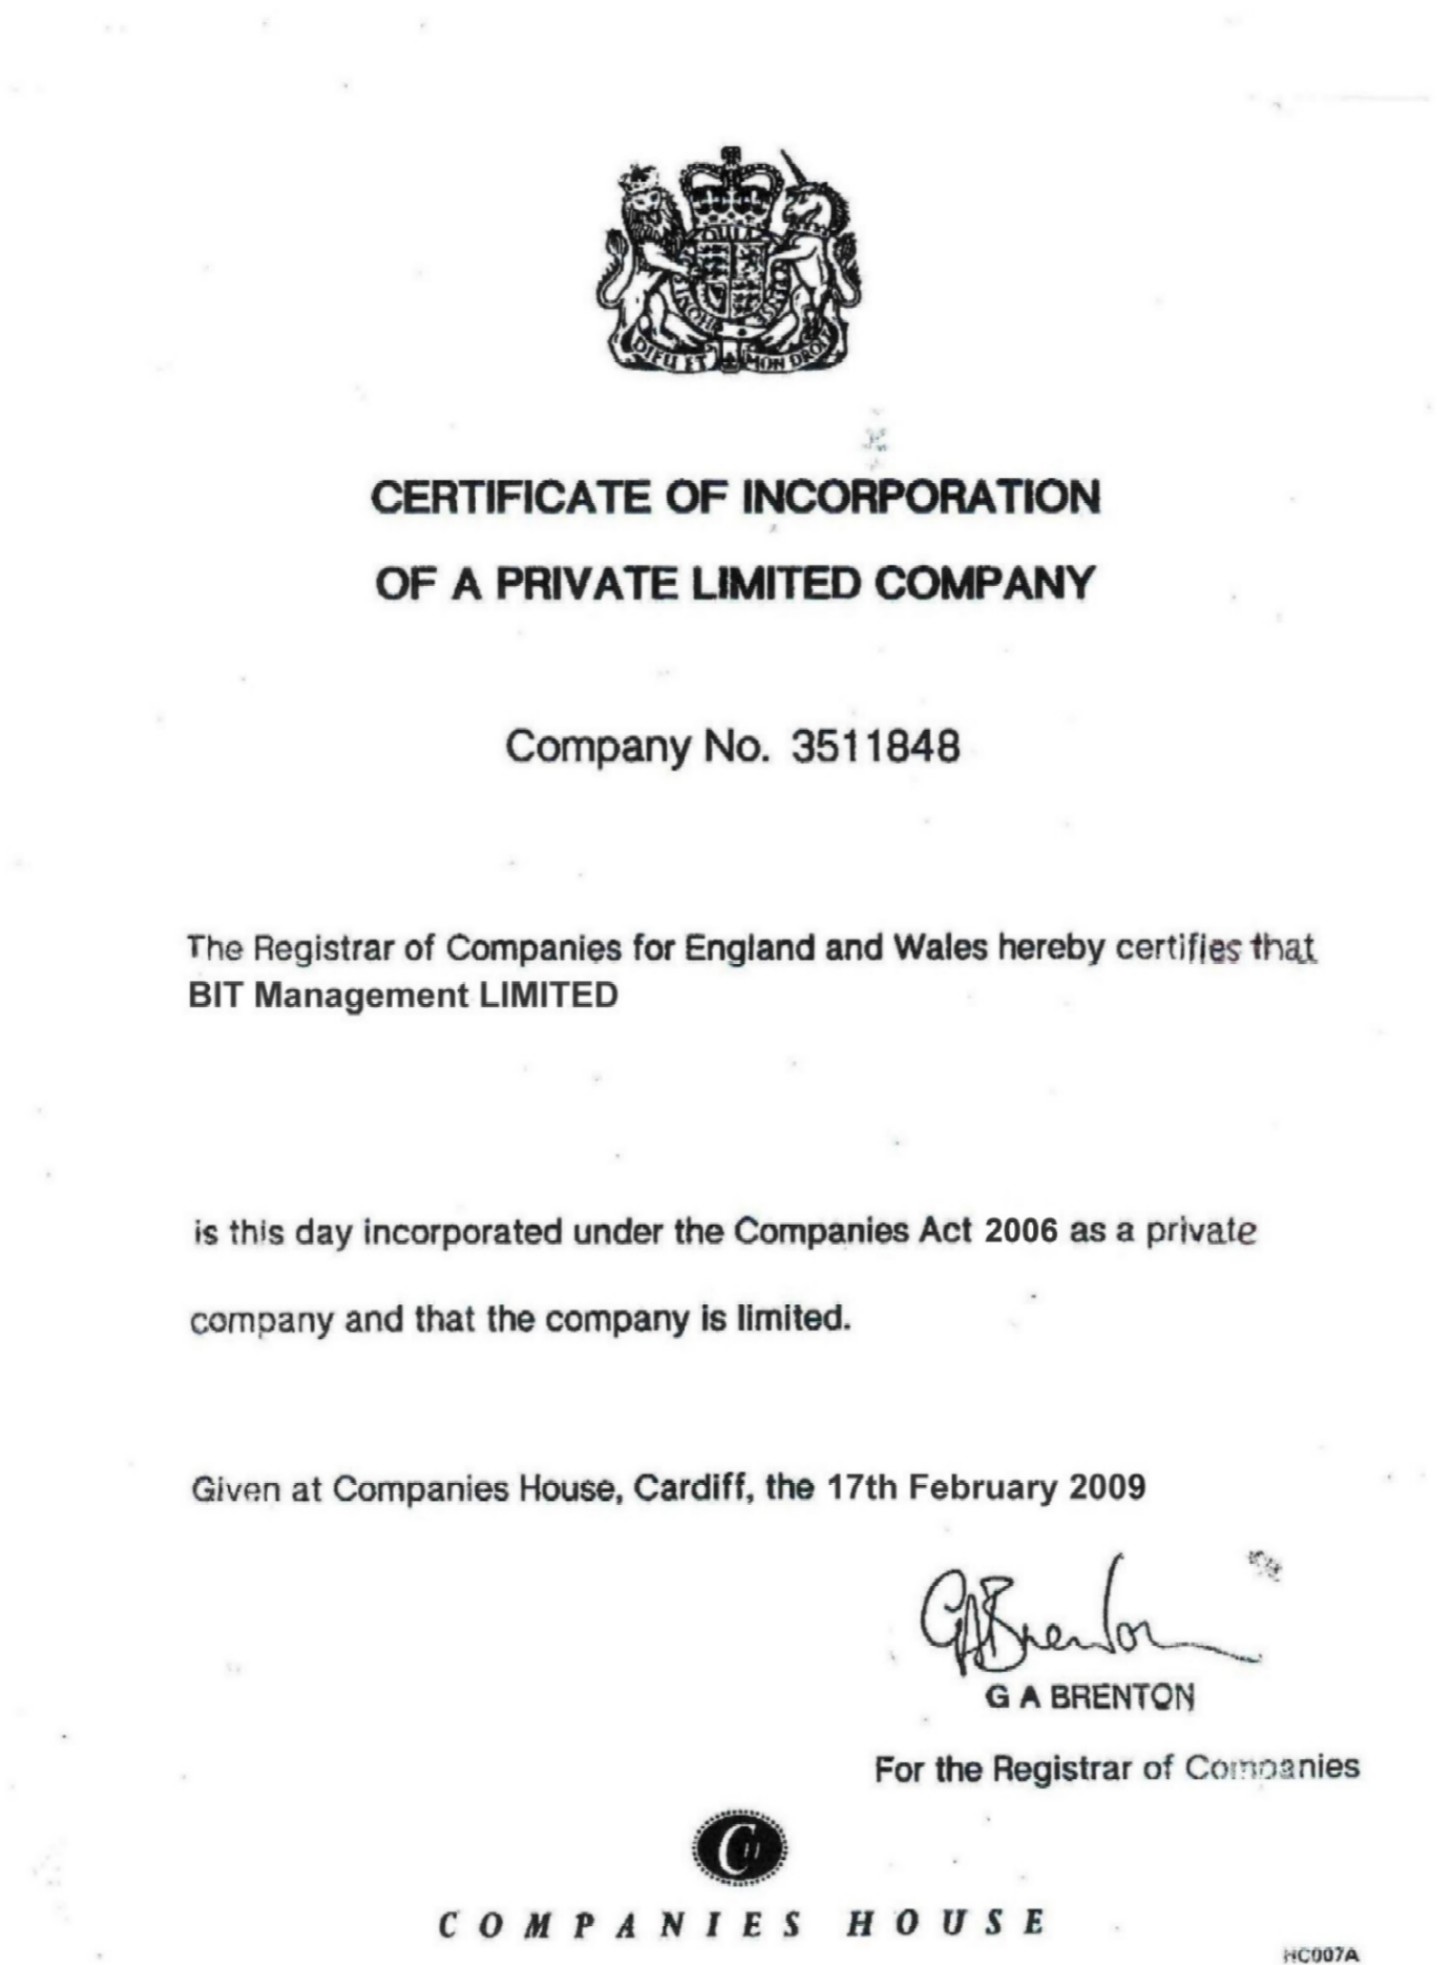 DIEU ET MON DROIT
CERTIFICATE OF INCORPORATION
OF A PRIVATE LIMITED COMPANY
Company No. 3511848
The Registrar of Companies for England and Wales hereby certifies that
BIT Management LIMITED
is this day incorporated under the Companies Act 2006 as a private
company and that the company is limited.
Given at Companies House, Cardiff, the 17th February 2009
GABrenton
G A BRENTON
For the Registrar of Companies
C
COMPANIES HOUSE
HC007A